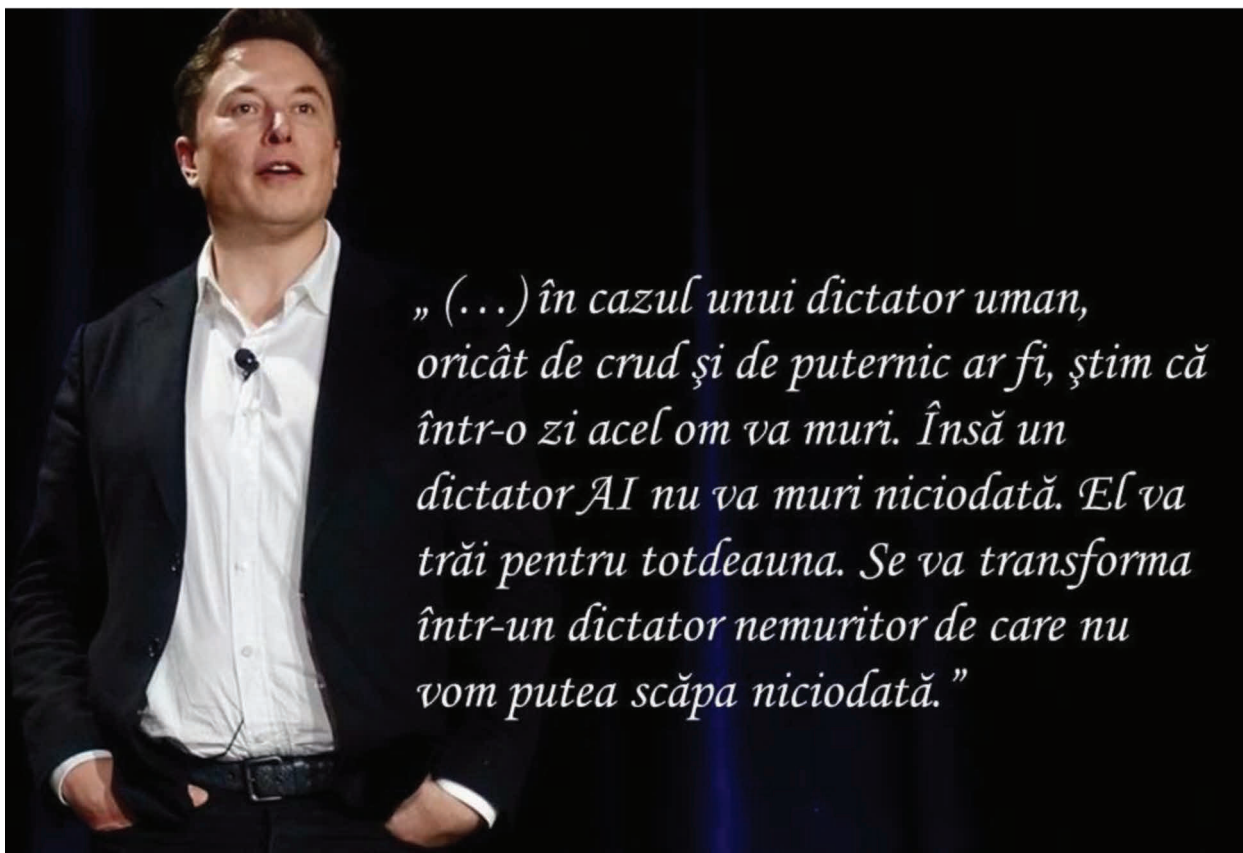 „ (…) în cazul unui dictator uman,
oricât de crud şi de puternic ar fi, ştim că
într-o zi acel om va muri. Însă un
dictator AI nu va muri niciodată. El va
trăi pentru totdeauna. Se va transforma
într-un dictator nemuritor de care nu
vom putea scăpa niciodată.”